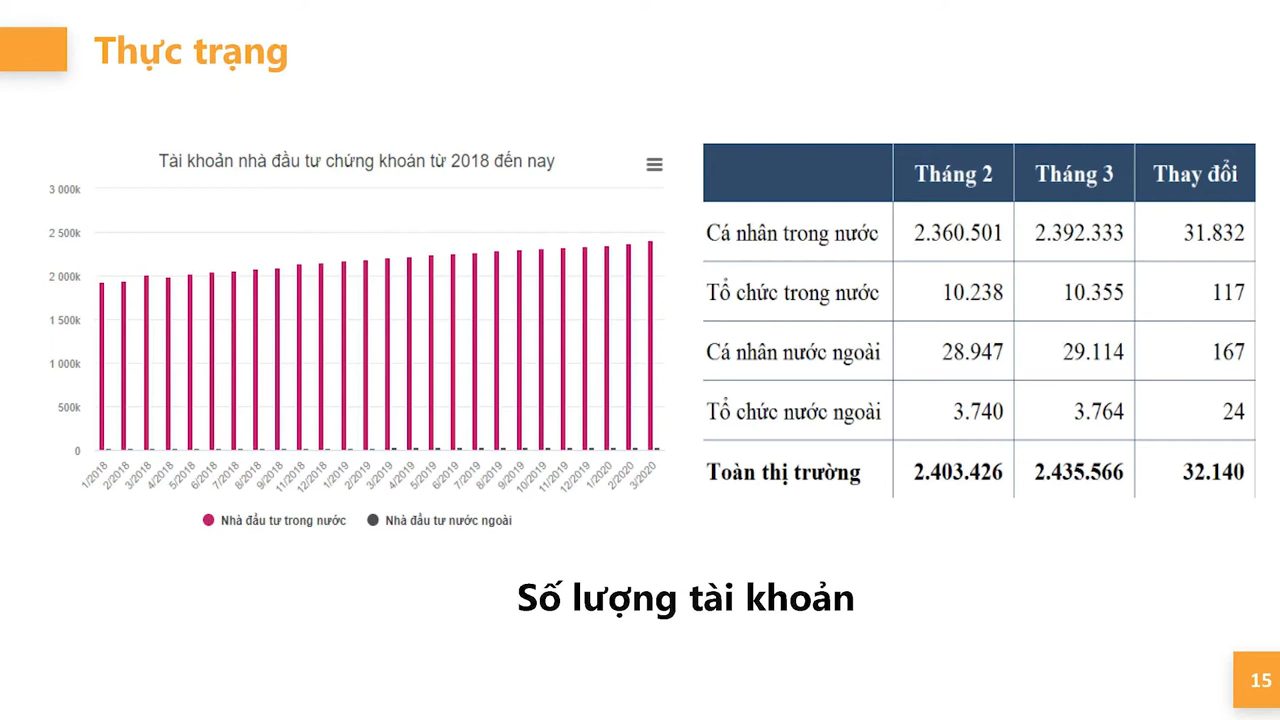 Thực trạng
Tài khoản nhà đầu tư chứng khoán từ 2018 đến nay
3 000k
2 500k
2 000k
1 500k
1 000k
500k
0
1/2018 2/2018 3/2018 4/2018 5/2018 6/2018 7/2018 8/2018 9/2018 11/2018 12/2018 1/2019 2/2019 3/2019 4/2019 5/2019 6/2019 7/2019 8/2019 9/2019 10/2019 11/2019 12/2019 1/2020 2/2020 3/2020
Nhà đầu tư trong nước Nhà đầu tư nước ngoài
Tháng 2 Tháng 3 Thay đổi
Cá nhân trong nước 2.360.501 2.392.333 31.832
Tổ chức trong nước 10.238 10.355 117
Cá nhân nước ngoài 28.947 29.114 167
Tổ chức nước ngoài 3.740 3.764 24
Toàn thị trường 2.403.426 2.435.566 32.140
Số lượng tài khoản
15